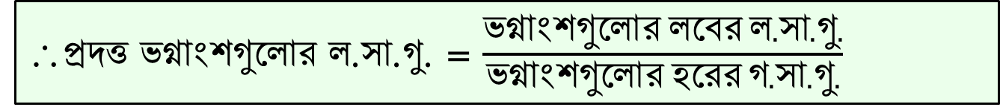 ∴ প্রদত্ত ভগ্নাংশগুলোর ল.সা.গু. = ভগ্নাংশগুলোর লবের ল.সা.গু.
ভগ্নাংশগুলোর হরের গ.সা.গু.